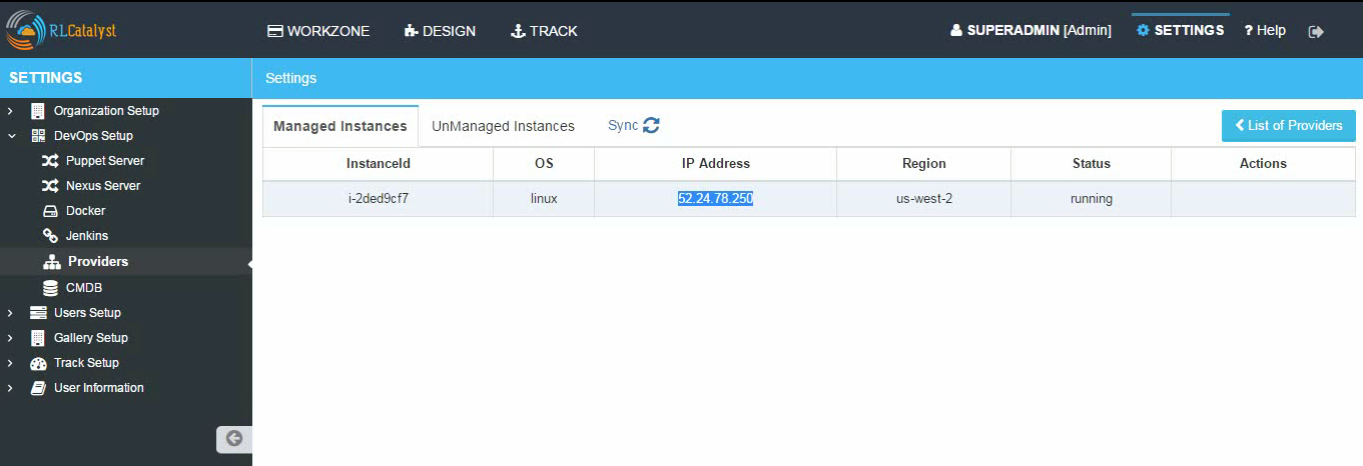 RLCatalyst WORKZONE DESIGN TRACK SUPERADMIN [Admin] SETTINGS ? Help
SETTINGS
Settings
Organization Setup
DevOps Setup
Puppet Server
Nexus Server
Docker
Jenkins
Providers
CMDB
Users Setup
Gallery Setup
Track Setup
User Information
Managed Instances UnManaged Instances Sync List of Providers
InstanceId OS IP Address Region Status Actions
i-2ded9cf7 linux 52.24.78.250 us-west-2 running